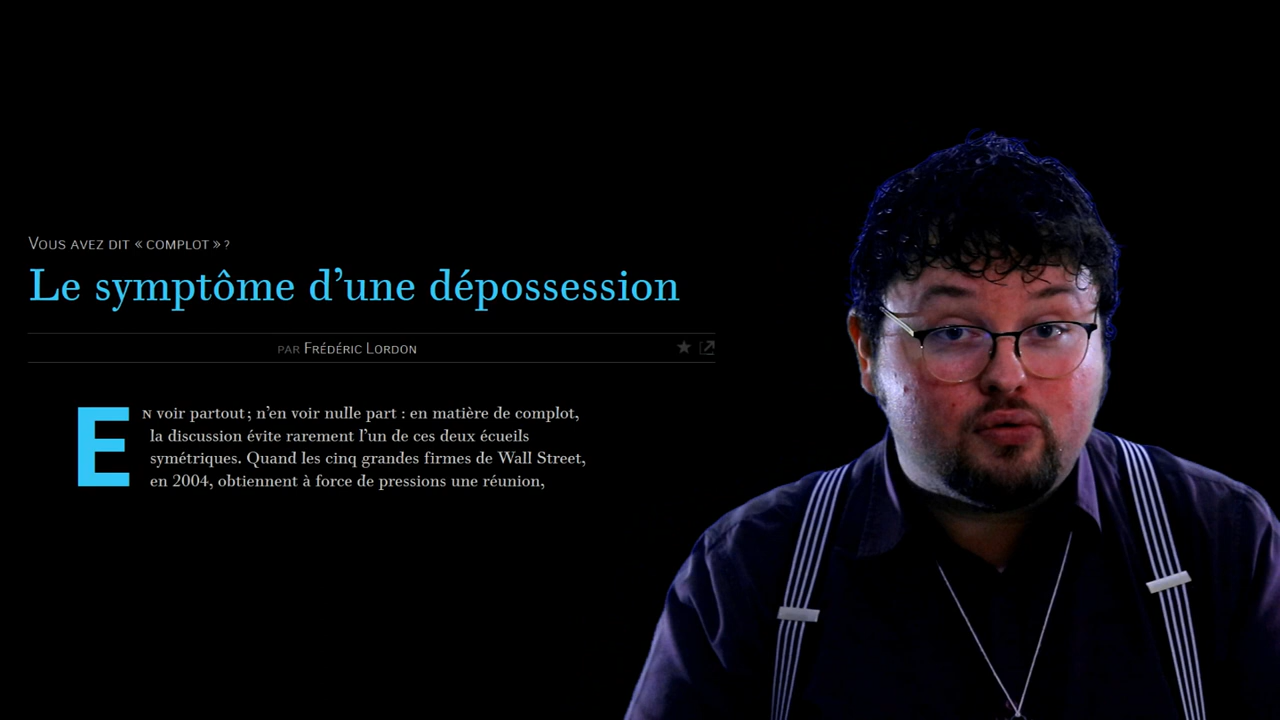 Vous avez dit « complot » ?
Le symptôme d’une dépossession
par Frédéric Lordon
En voir partout ; n’en voir nulle part : en matière de complot,
la discussion évite rarement l’un de ces deux écueils
symétriques. Quand les cinq grandes firmes de Wall Street,
en 2004, obtiennent à force de pressions une réunion,